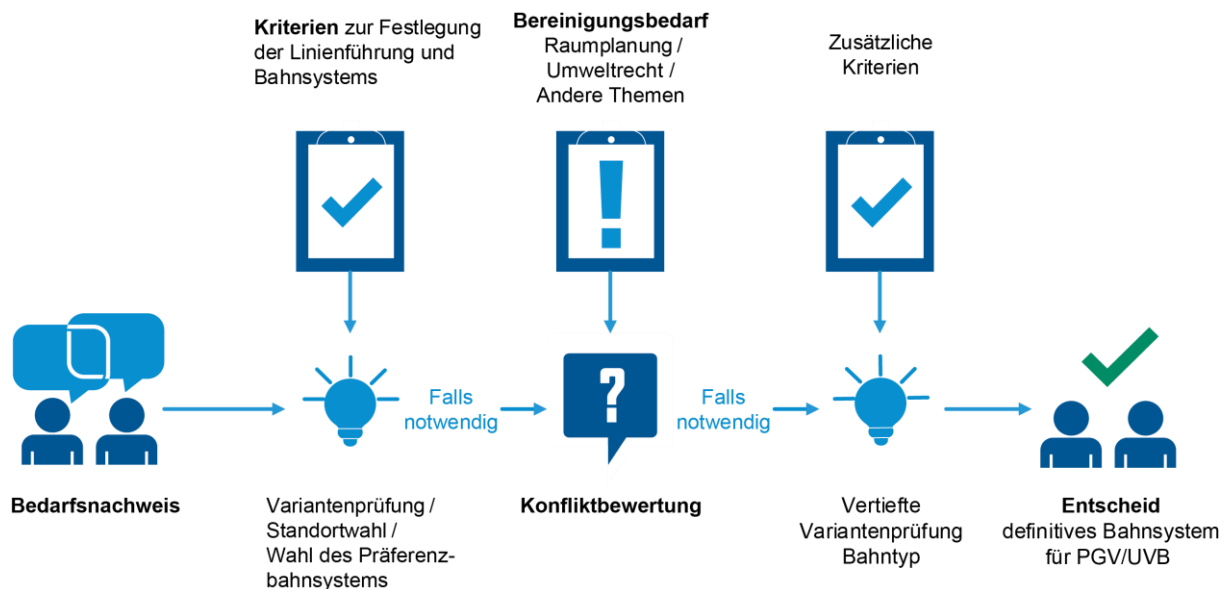 Kriterien zur Festlegung
der Linienführung und
Bahnsystems
Bereinigungsbedarf
Raumplanung /
Umweltrecht /
Andere Themen
Zusätzliche
Kriterien
Falls
notwendig
?
Falls
notwendig
Bedarfsnachweis
Variantenprüfung /
Standortwahl /
Wahl des Präferenz-
bahnsystems
Konfliktbewertung
Vertiefte
Variantenprüfung
Bahntyp
Entscheid
definitives Bahnsystem
für PGV/UVB